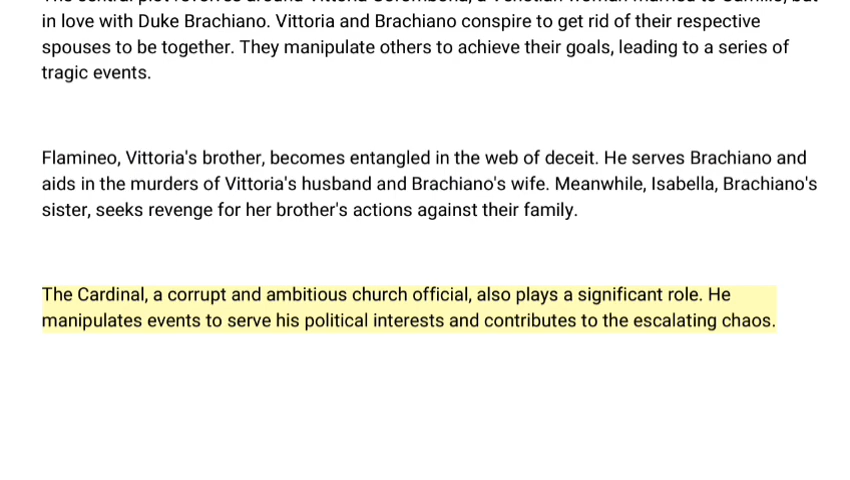 in love with Duke Brachiano. Vittoria and Brachiano conspire to get rid of their respective
spouses to be together. They manipulate others to achieve their goals, leading to a series of
tragic events.
Flamineo, Vittoria's brother, becomes entangled in the web of deceit. He serves Brachiano and
aids in the murders of Vittoria's husband and Brachiano's wife. Meanwhile, Isabella, Brachiano's
sister, seeks revenge for her brother's actions against their family.
The Cardinal, a corrupt and ambitious church official, also plays a significant role. He
manipulates events to serve his political interests and contributes to the escalating chaos.